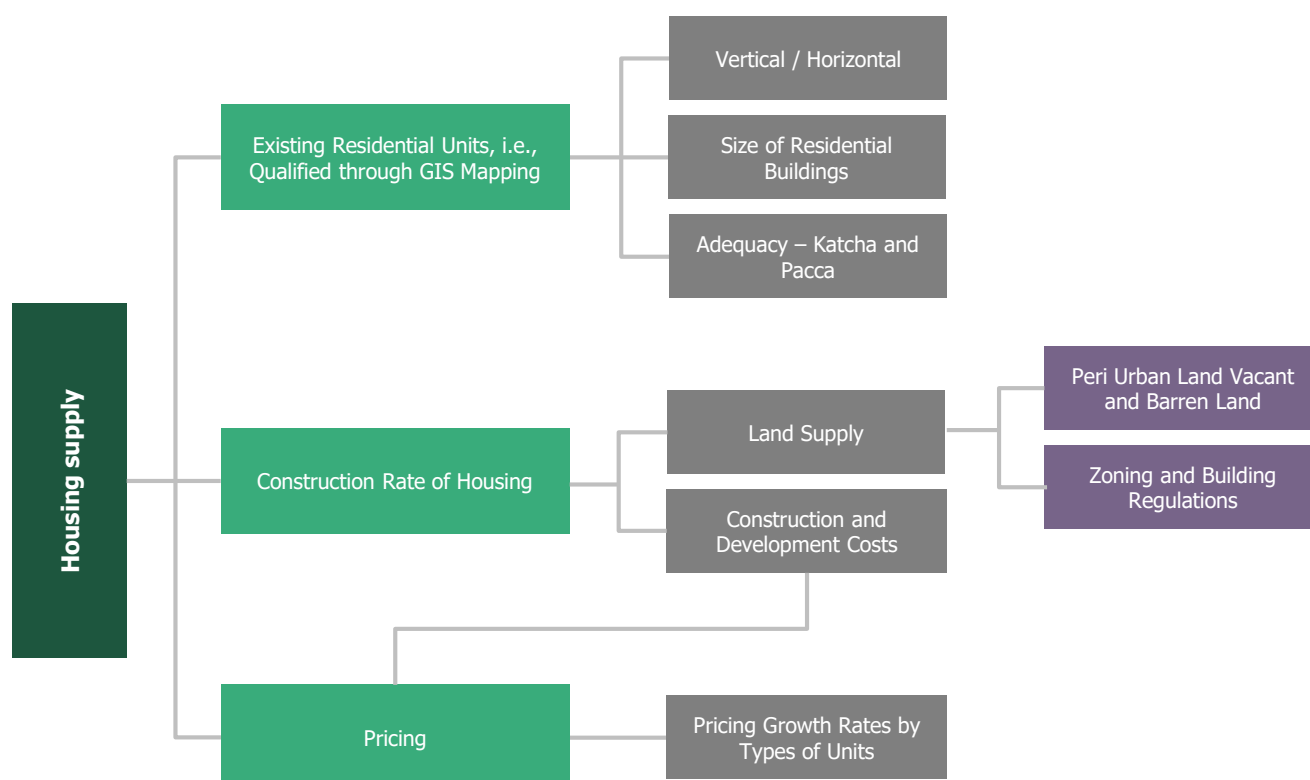 Housing supply
Existing Residential Units, i.e.,
Qualified through GIS Mapping
Vertical / Horizontal
Size of Residential
Buildings
Adequacy – Katcha and
Pacca
Construction Rate of Housing
Land Supply
Peri Urban Land Vacant
and Barren Land
Zoning and Building
Regulations
Construction and
Development Costs
Pricing
Pricing Growth Rates by
Types of Units